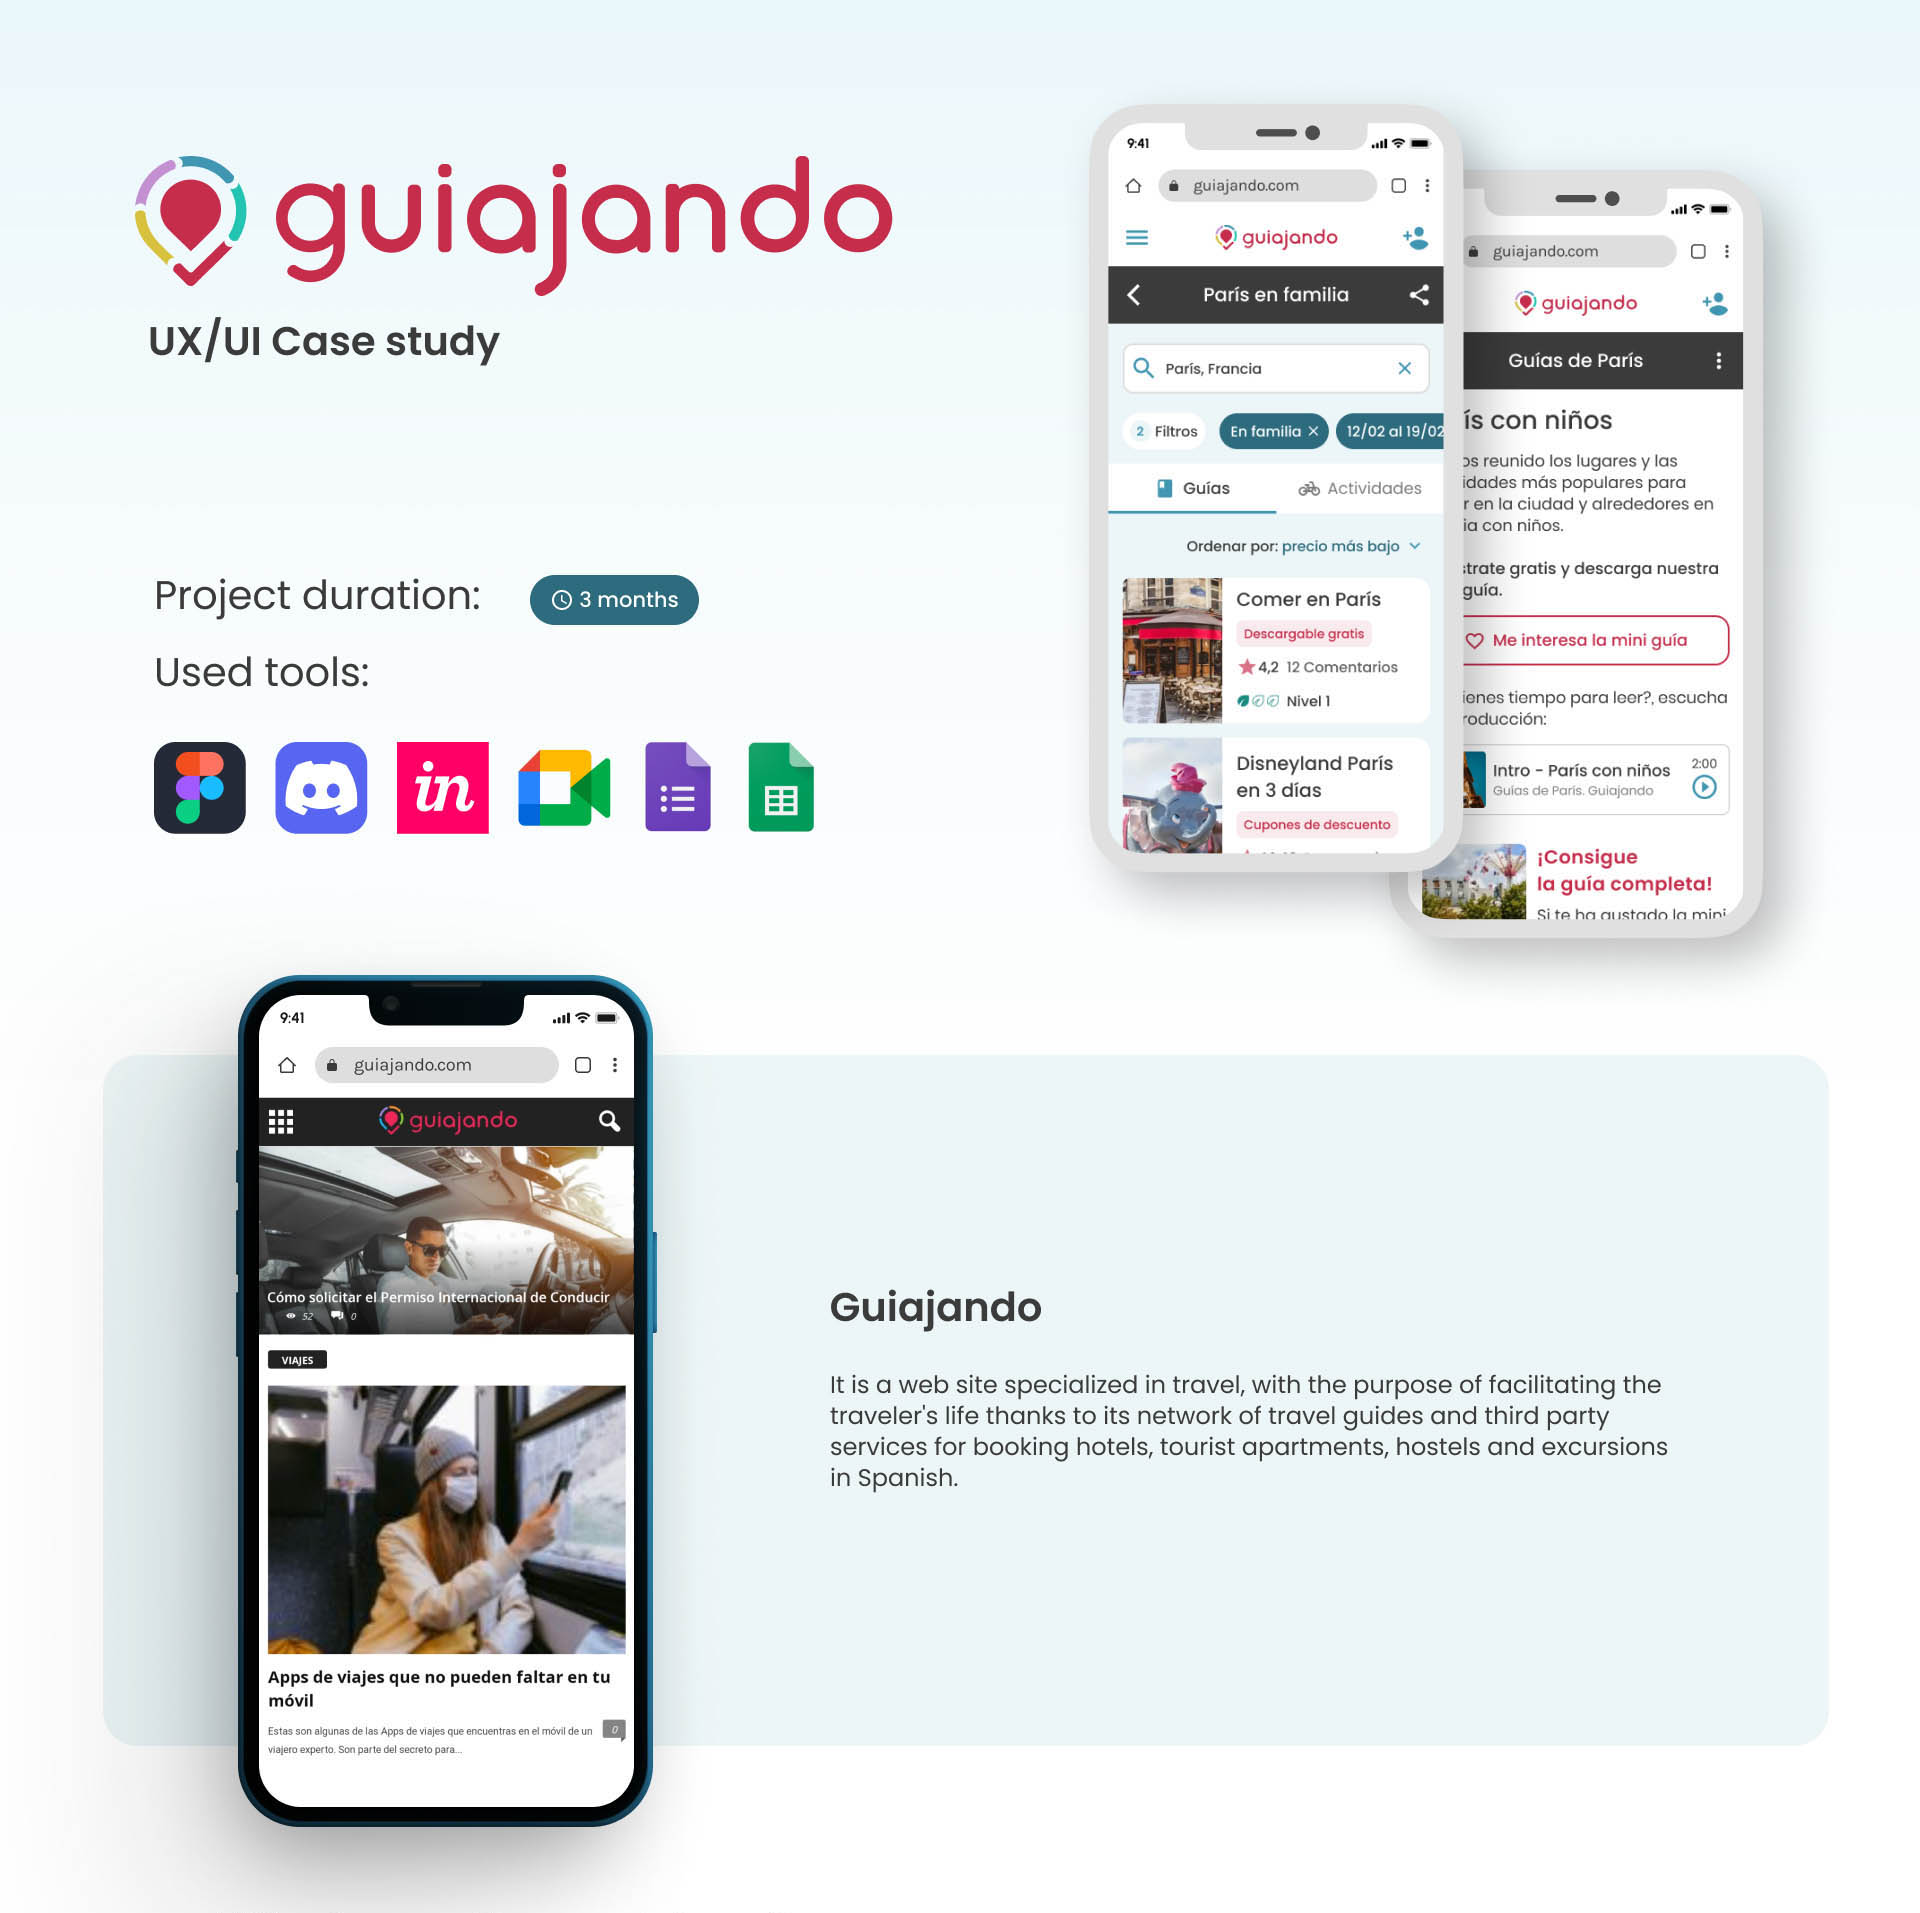 guiajando
UX/UI Case study
Project duration:
3 months
Used tools:
in
9:41
guiajando.com
guiajando
París en familia
París, Francia
2 Filtros
En familia
12/02 al 19/02
Guías
Actividades
Ordenar por: precio más bajo
Comer en París
Descargable gratis
4,2 12 Comentarios
Nivel 1
Disneyland París
en 3 días
Cupones de descuento
guiajando.com
guiajando
Guías de París
ís con niños
os reunido los lugares y las
idades más populares para
r en la ciudad y alrededores en
ia con niños.
strate gratis y descarga nuestra
guía.
Me interesa la mini guía
ienes tiempo para leer?, escucha
roducción:
Intro - París con niños
2:00
Guías de París. Guiajando
¡Consigue
la guía completa!
Si te ha gustado la mini
9:41
guiajando.com
guiajando
Cómo solicitar el Permiso Internacional de Conducir
52 0
VIAJES
Apps de viajes que no pueden faltar en tu
móvil
Estas son algunas de las Apps de viajes que encuentras en el móvil de un
viajero experto. Son parte del secreto para...
0
Guiajando
It is a web site specialized in travel, with the purpose of facilitating the
traveler's life thanks to its network of travel guides and third party
services for booking hotels, tourist apartments, hostels and excursions
in Spanish.